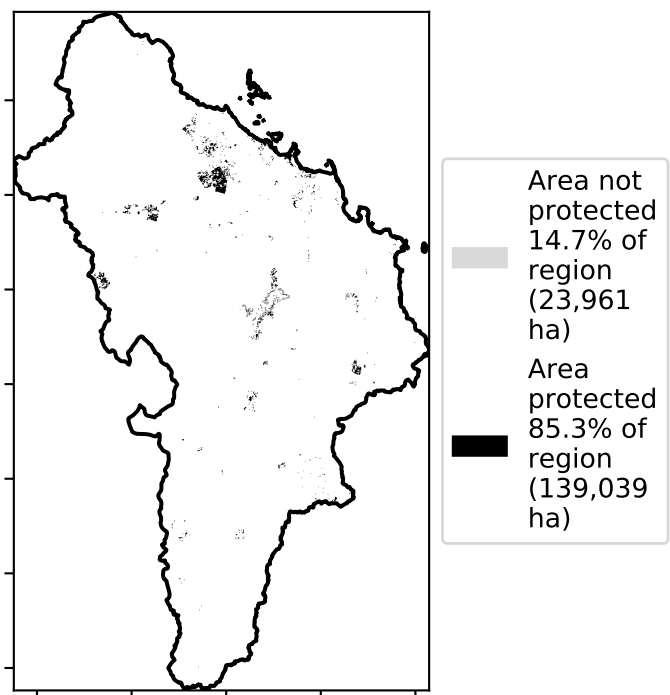 Area not
protected
14.7% of
region
(23,961
ha)
Area
protected
85.3% of
region
(139,039
ha)